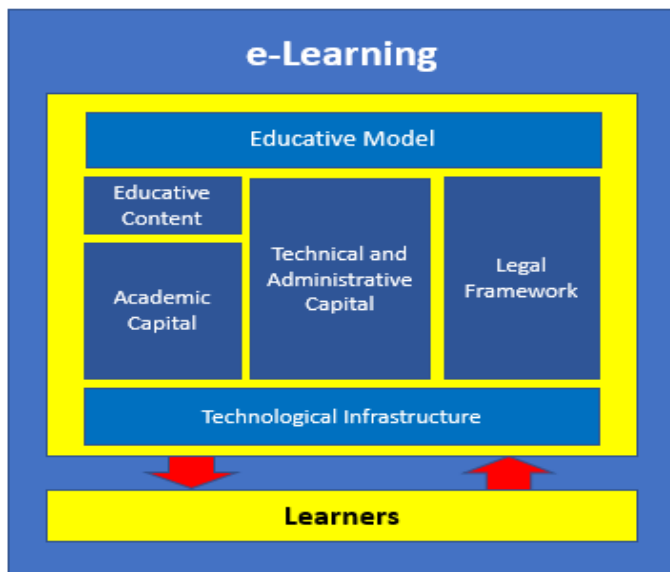 e-Learning
Educative Model
Educative
Content
Academic
Capital
Technical and
Administrative
Capital
Legal
Framework
Technological Infrastructure
Learners